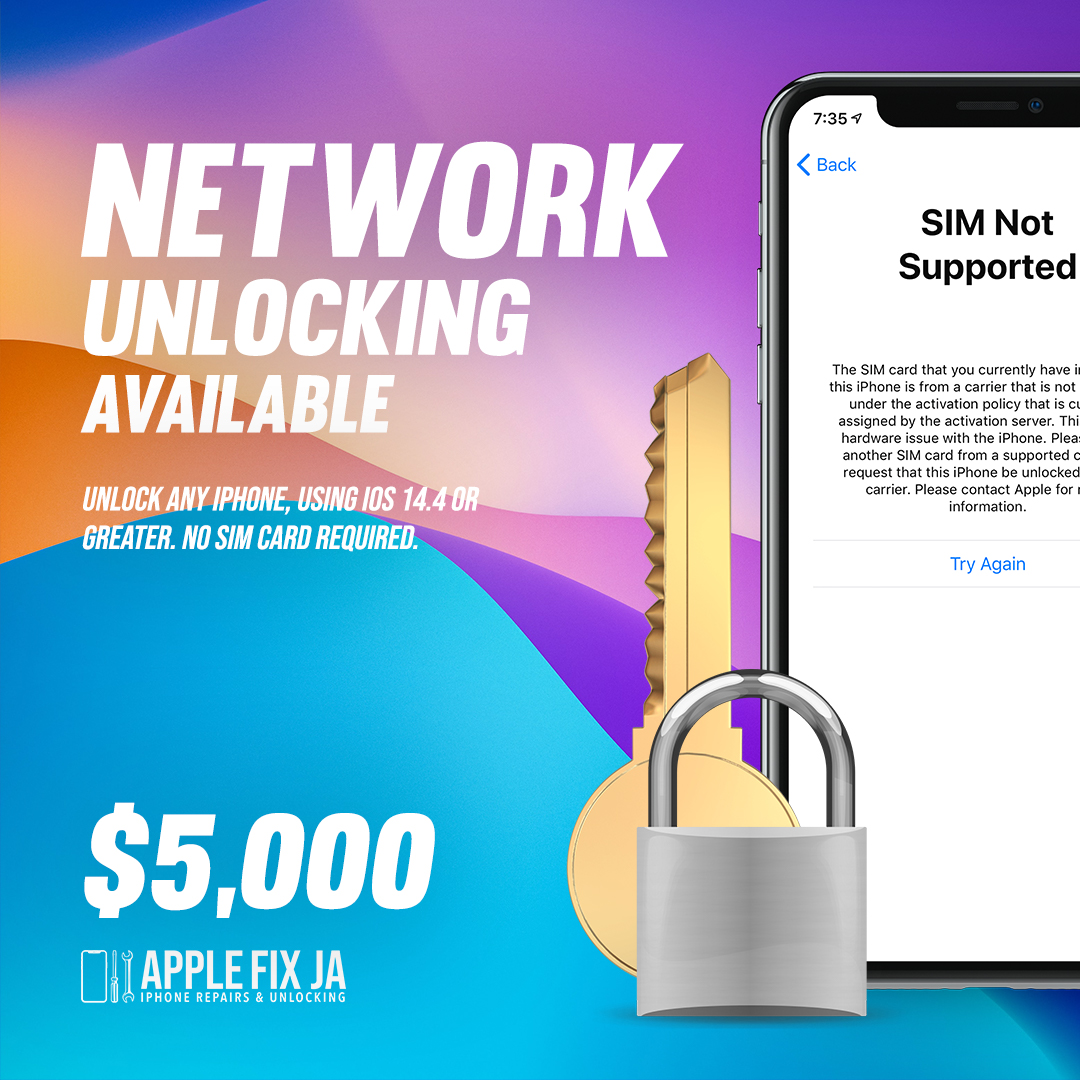 NETWORK
UNLOCKING
AVAILABLE
UNLOCK ANY IPHONE, USING IOS 14.4 OR
GREATER. NO SIM CARD REQUIRED.
$5,000
APPLE FIX JA
IPHONE REPAIRS & UNLOCKING
7:35
Back
SIM Not
Supported
The SIM card that you currently have
this iPhone is from a carrier that is not
under the activation policy that is
assigned by the activation server.
hardware issue with the iPhone.
another SIM card from a supported
request that this iPhone be unlocked
carrier. Please contact Apple for
information.
Try Again